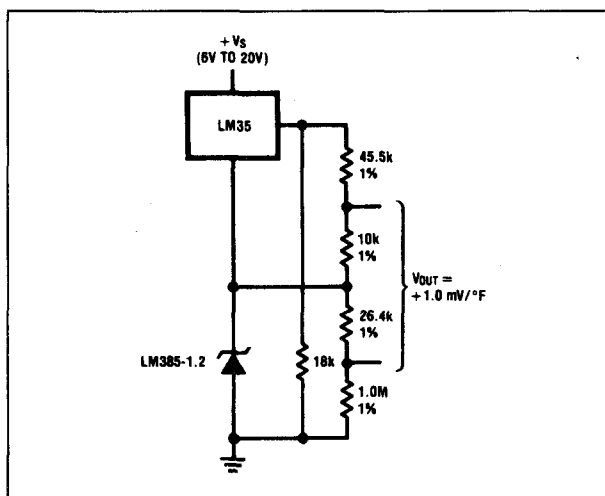 + VS
(6V TO 20V)
LM35
45.5k
1%
10k
1%
VOUT =
+1.0 mV/°F
26.4k
1%
LM385-1.2
18k
1.0M
1%